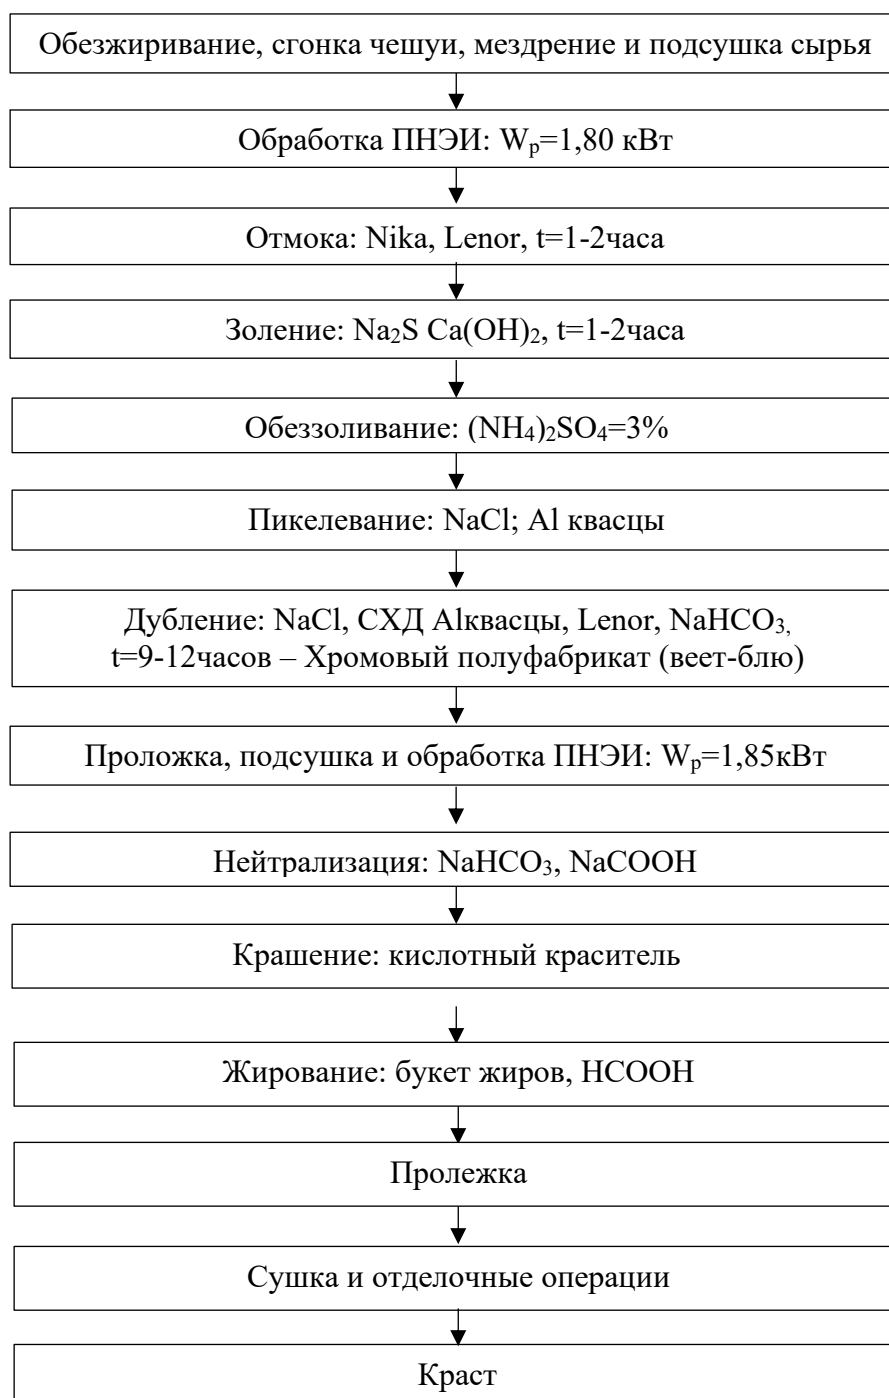 Обезжиривание, сгонка чешуи, мездрение и подсушка сырья
Обработка ПНЭИ: Wₚ=1,80 кВт
Отмока: Nika, Lenor, t=1-2часа
Золение: Na₂S Ca(OH)₂, t=1-2часа
Обеззоливание: (NH₄)₂SO₄=3%
Пикелевание: NaCl; Al квасцы
Дубление: NaCl, СХД Alквасцы, Lenor, NaHCO₃,
t=9-12часов – Хромовый полуфабрикат (веет-блю)
Проложка, подсушка и обработка ПНЭИ: Wₚ=1,85кВт
Нейтрализация: NaHCO₃, NaCOOH
Крашение: кислотный краситель
Жирование: букет жиров, HCOOH
Пролежка
Сушка и отделочные операции
Краст